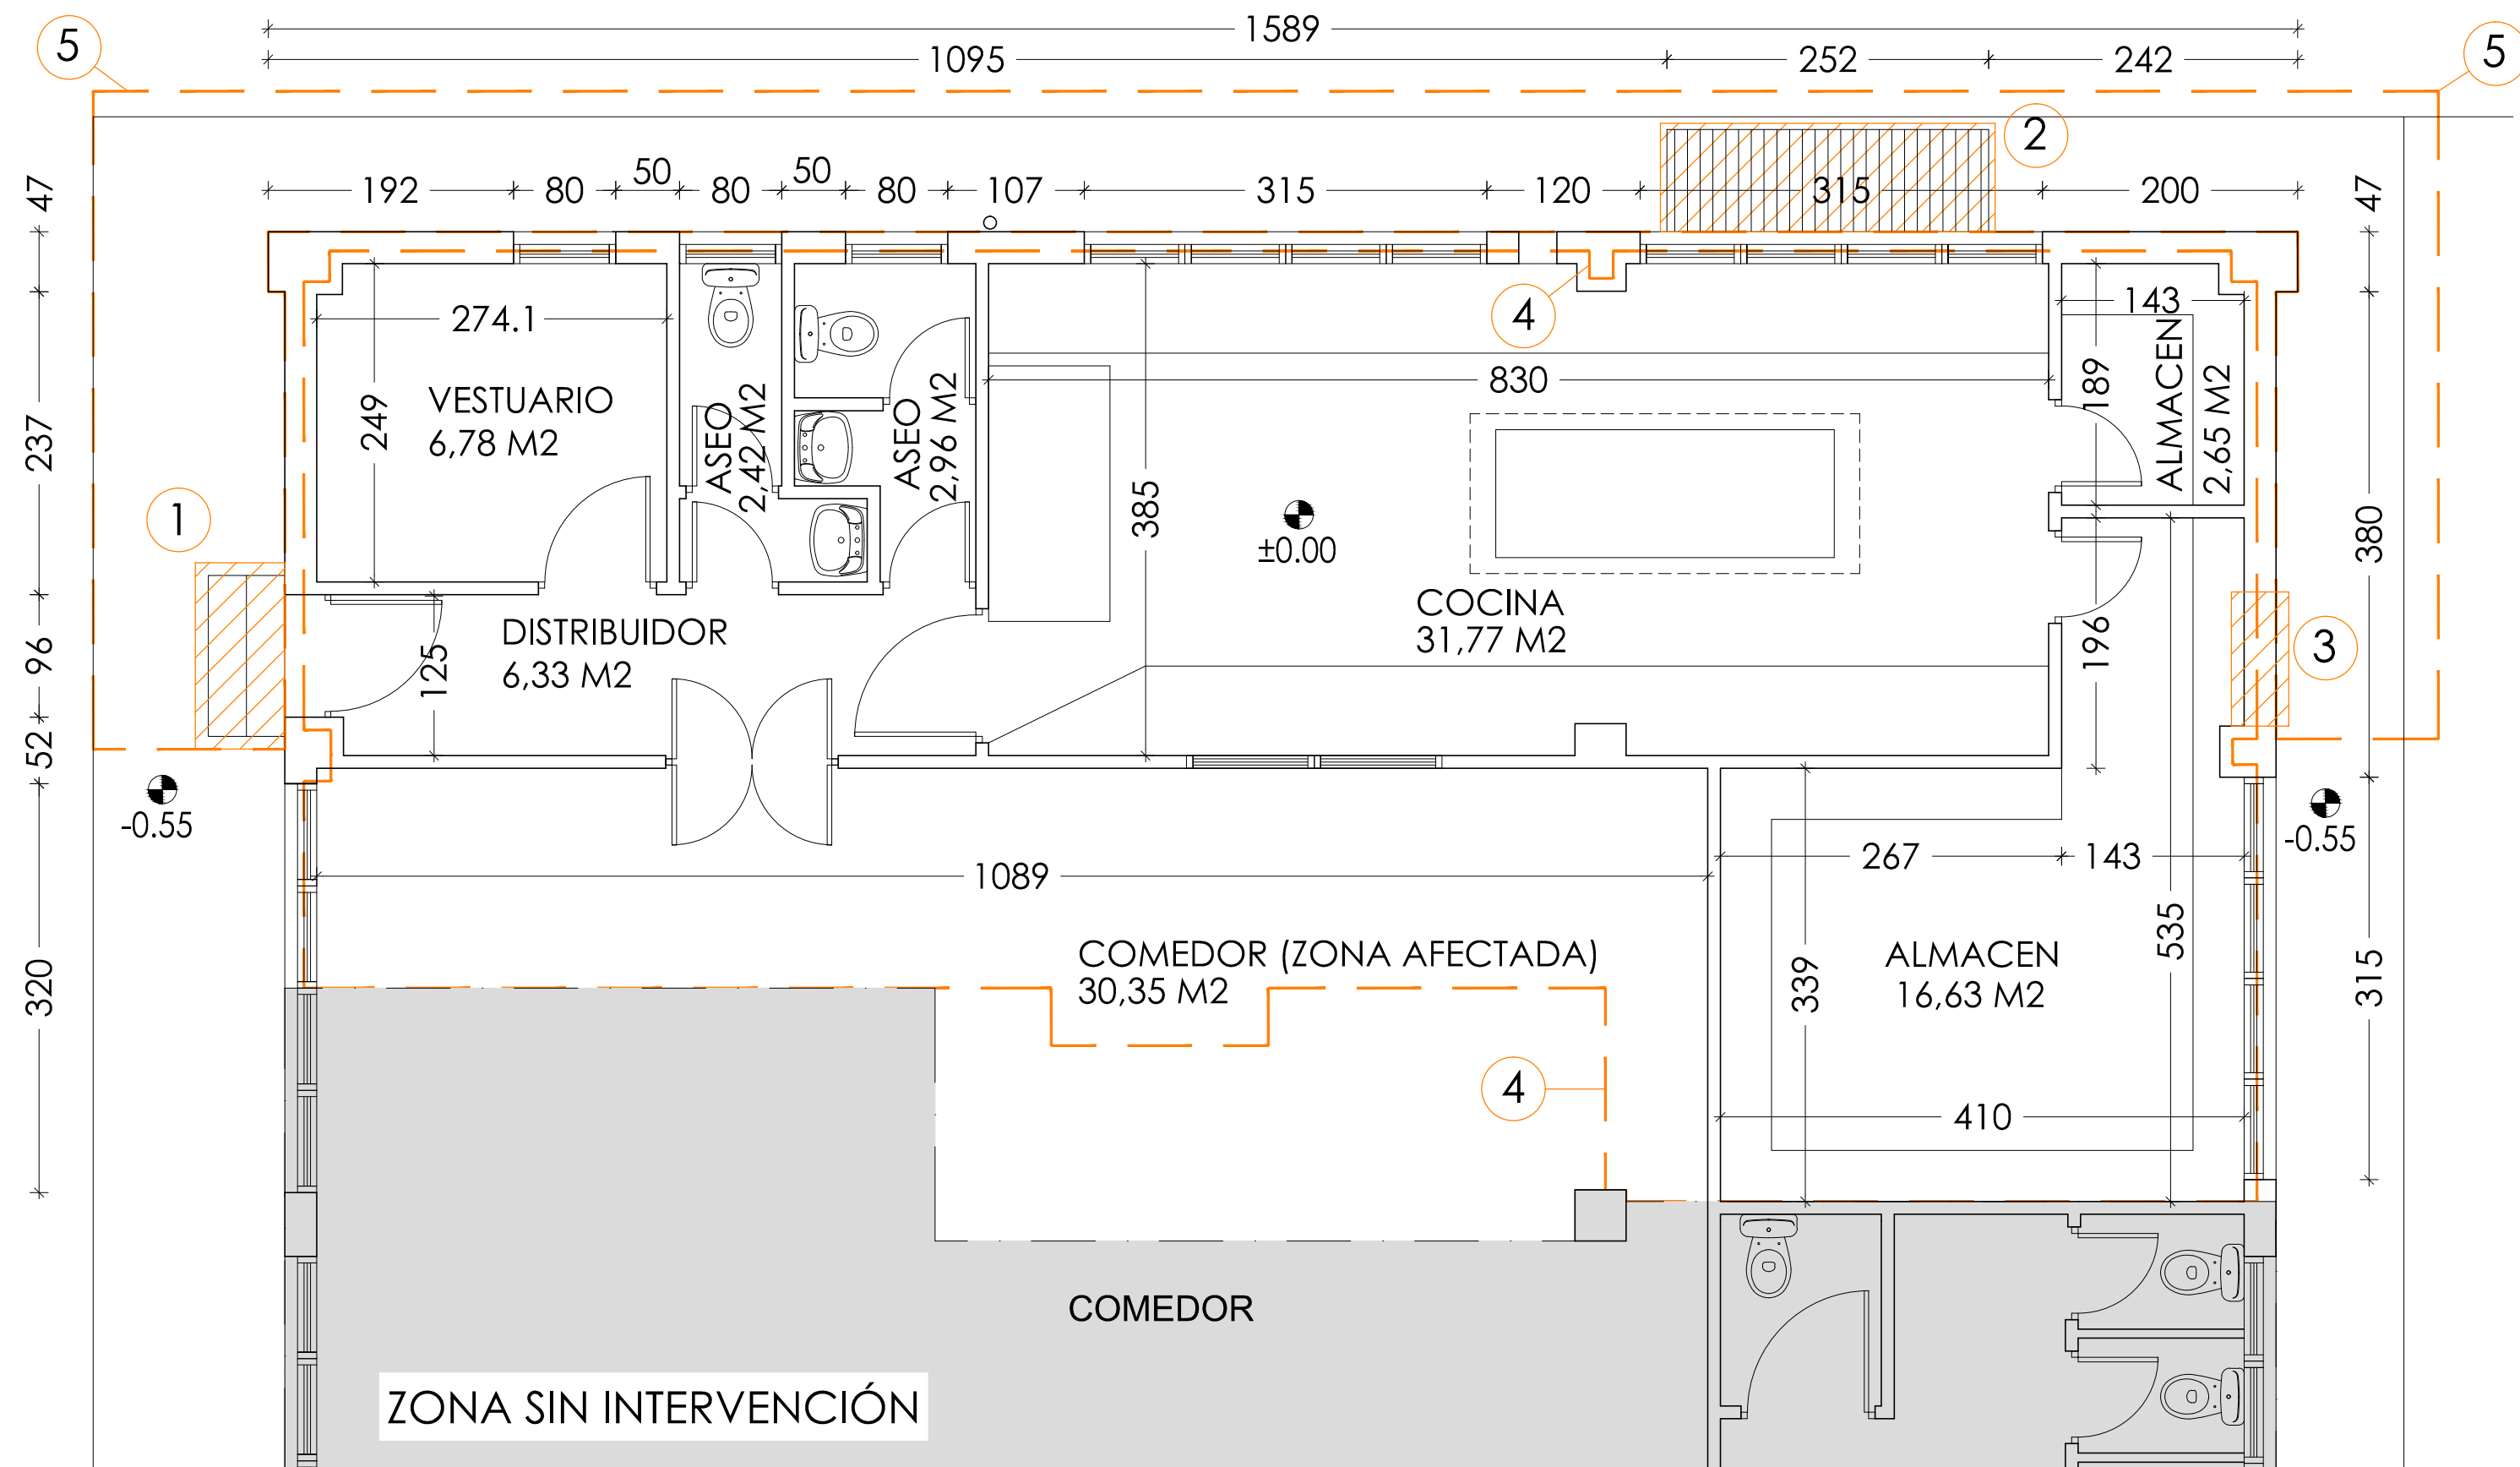 1589
1095
252
242
5
5
2
192
80
50
80
50
80
107
315
120
315
200
47
47
274.1
4
143
830
249
VESTUARIO
6,78 M2
ASEO
2,42 M2
ASEO
2,96 M2
189
ALMACEN
2,65 M2
237
1
385
±0.00
380
COCINA
31,77 M2
DISTRIBUIDOR
6,33 M2
125
96
196
3
52
-0.55
-0.55
267
143
1089
COMEDOR (ZONA AFECTADA)
30,35 M2
ALMACEN
16,63 M2
535
339
320
315
4
410
COMEDOR
ZONA SIN INTERVENCIÓN